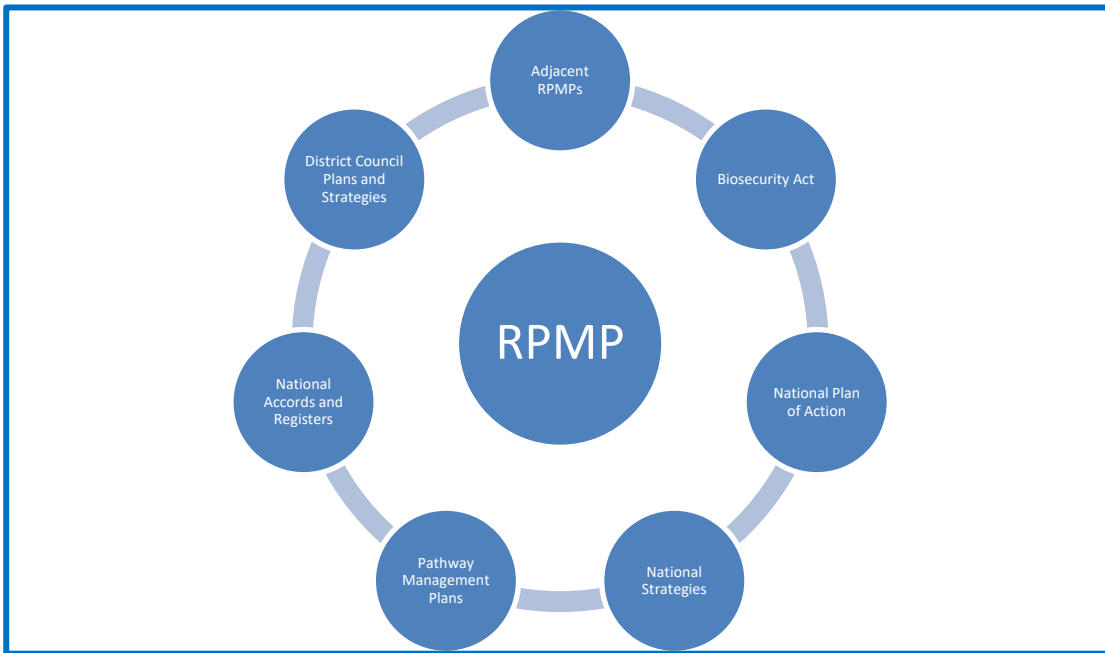 Adjacent
RPMPs
Biosecurity Act
National Plan
of Action
National
Strategies
Pathway
Management
Plans
National
Accords and
Registers
District Council
Plans and
Strategies
RPMP